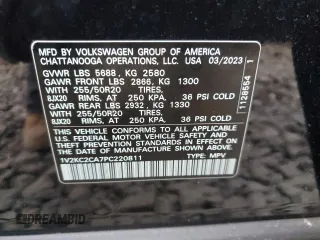 MFD BY VOLKSWAGEN GROUP OF AMERICA
CHATTANOOGA OPERATIONS, LLC. USA 03/2023
GVWR LBS 5688, KG 2580
GAWR FRONT LBS 2866, KG 1300
WITH 255/50R20 TIRES,
8JX20 RIMS, AT 250 KPA, 36 PSI COLD
GAWR REAR LBS 2932, KG 1330
WITH 255/50R20 TIRES,
8JX20 RIMS, AT 250 KPA, 36 PSI COLD
THIS VEHICLE CONFORMS TO ALL APPLICABLE
U.S. FEDERAL MOTOR VEHICLE SAFETY
STANDARDS IN EFFECT ON THE DATE OF
MANUFACTURE SHOWN ABOVE.
1V2KC2CA7PC220811 TYPE: MPV
1128554 1
DREAMBID